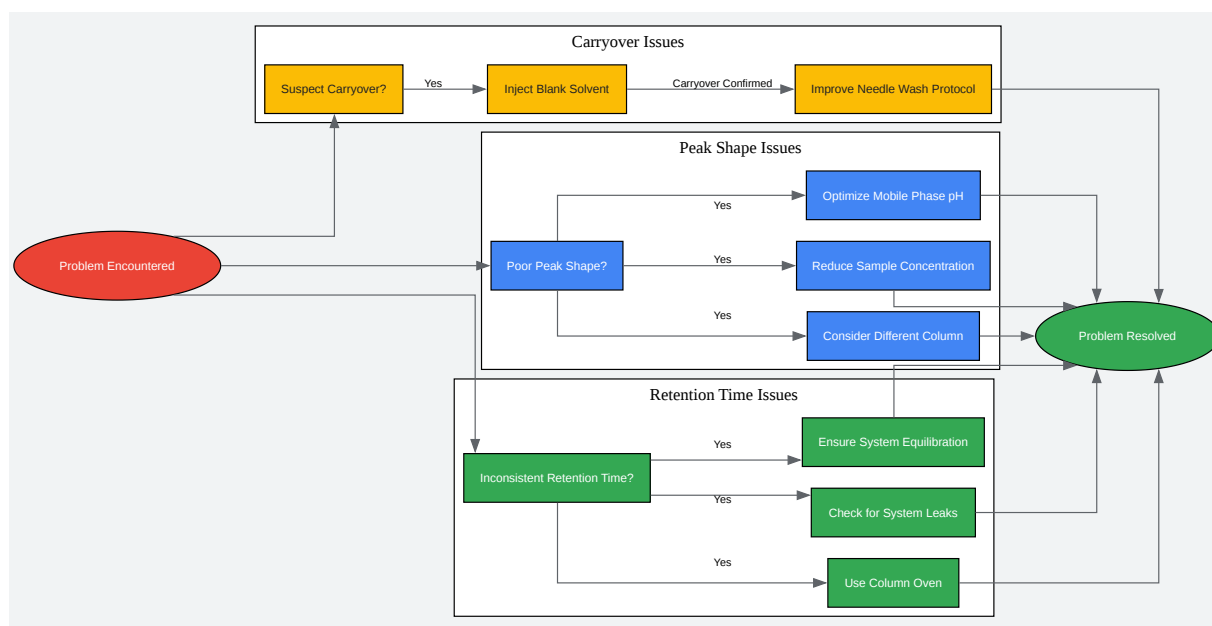 Carryover Issues
Suspect Carryover?
Yes
Inject Blank Solvent
Carryover Confirmed
Improve Needle Wash Protocol
Peak Shape Issues
Problem Encountered
Poor Peak Shape?
Yes
Optimize Mobile Phase pH
Yes
Reduce Sample Concentration
Yes
Consider Different Column
Problem Resolved
Retention Time Issues
Inconsistent Retention Time?
Yes
Ensure System Equilibration
Yes
Check for System Leaks
Yes
Use Column Oven